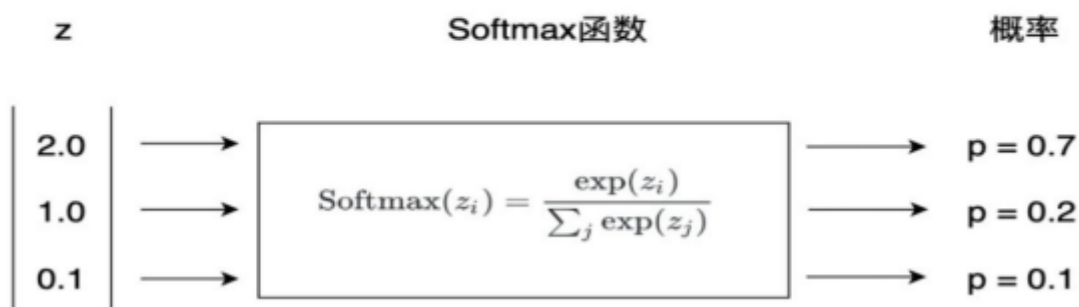 z Softmax函数 概率
2.0 p = 0.7
Softmax(z_i) = exp(z_i) / ∑_j exp(z_j)
1.0 p = 0.2
0.1 p = 0.1